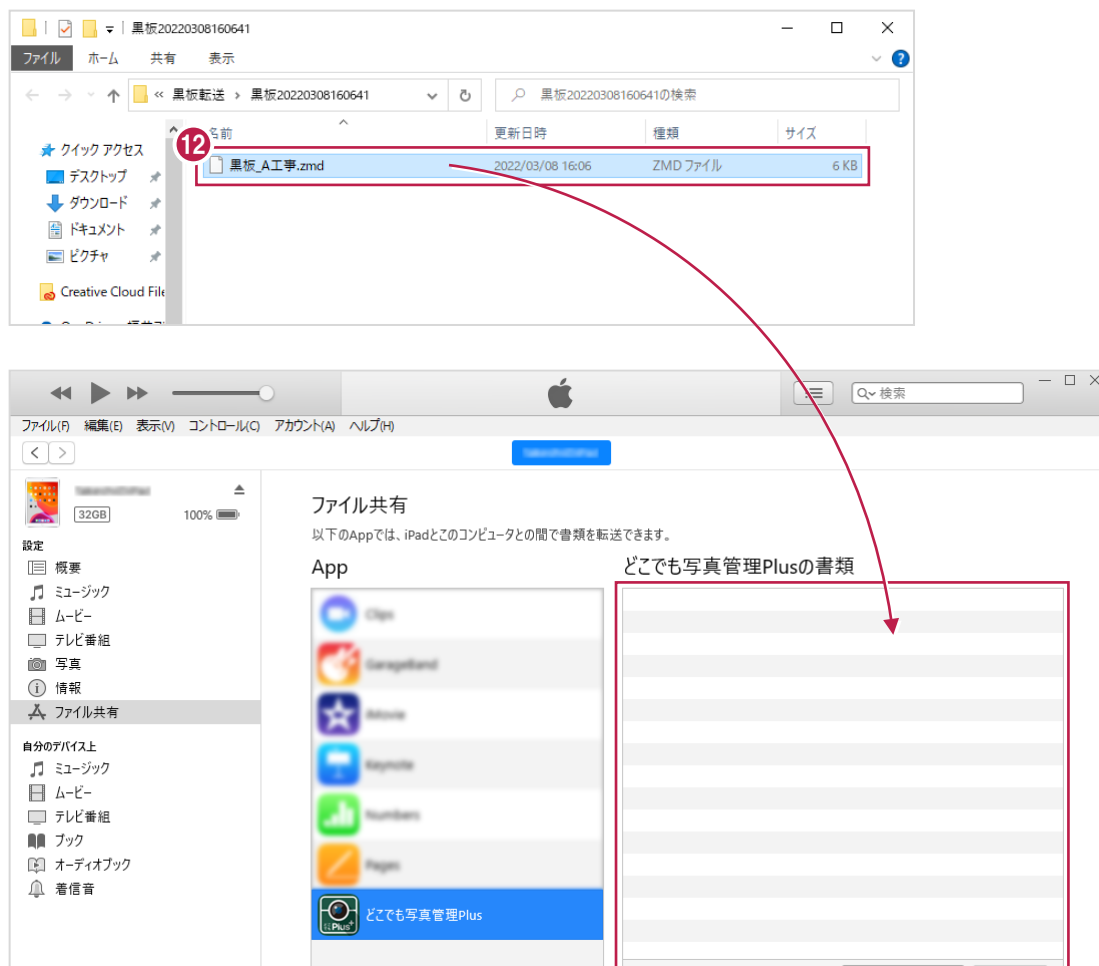 黒板20220308160641
ファイル ホーム 共有 表示
« 黒板転送 › 黒板20220308160641
黒板20220308160641の検索
名前 更新日時 種類 サイズ
12
黒板_A工事.zmd 2022/03/08 16:06 ZMD ファイル 6 KB
クイック アクセス
デスクトップ
ダウンロード
ドキュメント
ピクチャ
Creative Cloud File
検索
ファイル(F) 編集(E) 表示(V) コントロール(C) アカウント(A) ヘルプ(H)
32GB 100%
設定
概要
ミュージック
ムービー
テレビ番組
写真
情報
ファイル共有
自分のデバイス上
ミュージック
ムービー
テレビ番組
ブック
オーディオブック
着信音
ファイル共有
以下のAppでは、iPadとこのコンピュータとの間で書類を転送できます。
App
Clips
GarageBand
iMovie
Keynote
Numbers
Pages
Plus+
どこでも写真管理Plus
どこでも写真管理Plusの書類